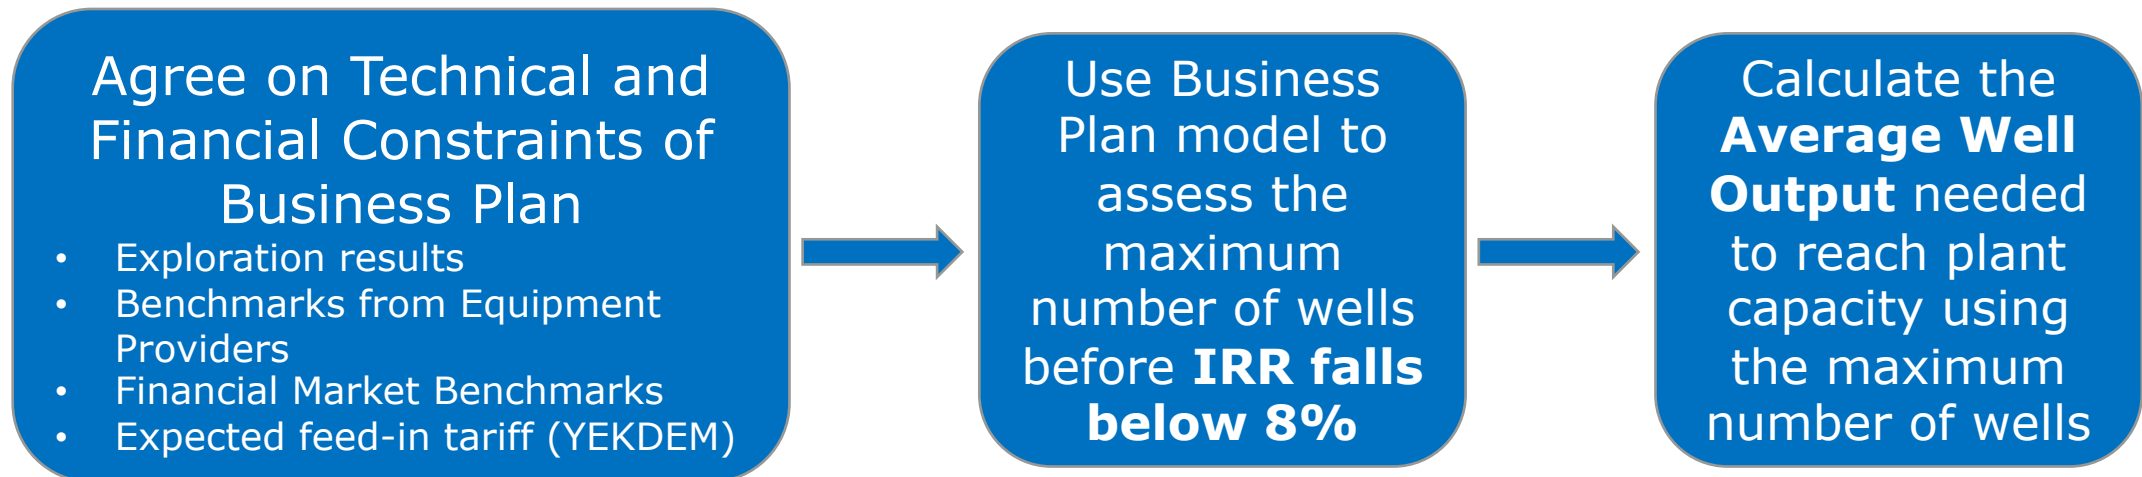 Agree on Technical and
Financial Constraints of
Business Plan
• Exploration results
• Benchmarks from Equipment
Providers
• Financial Market Benchmarks
• Expected feed-in tariff (YEKDEM)
Use Business
Plan model to
assess the
maximum
number of wells
before IRR falls
below 8%
Calculate the
Average Well
Output needed
to reach plant
capacity using
the maximum
number of wells